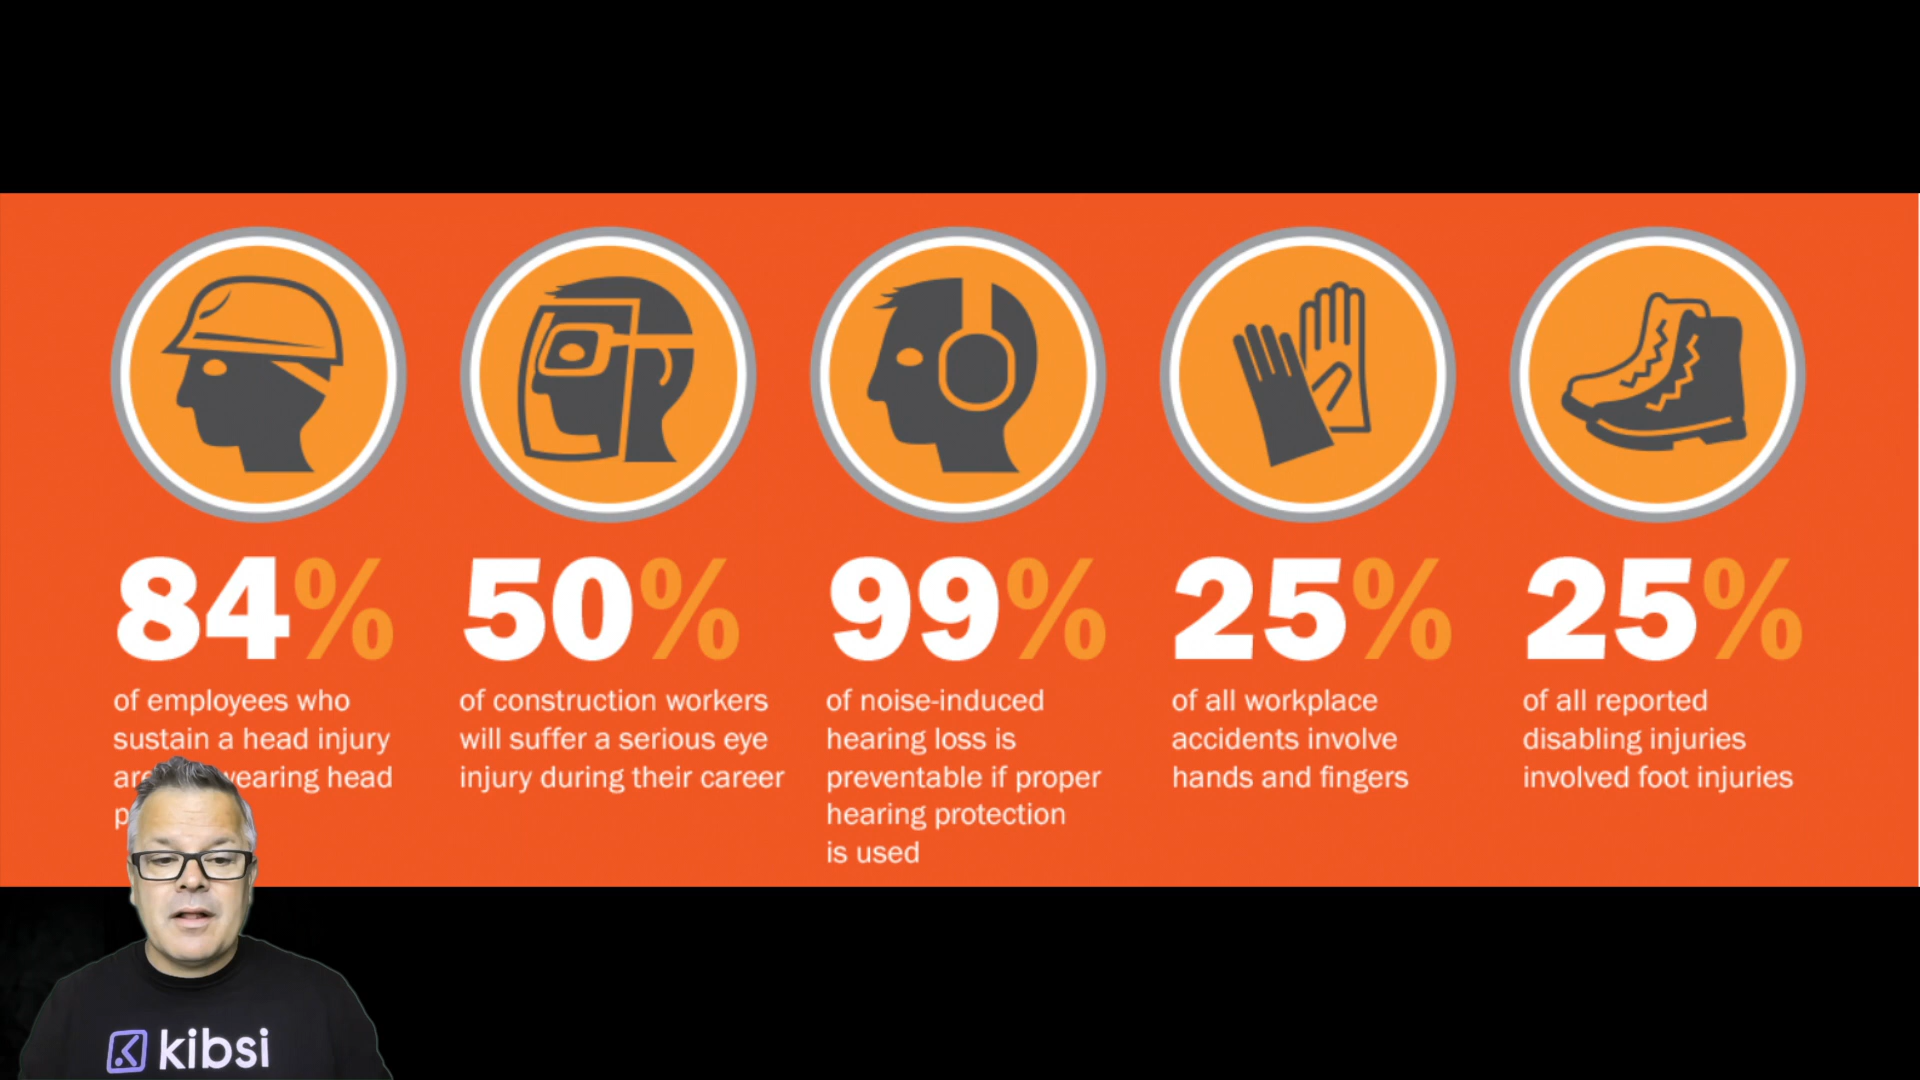 84%
of employees who
sustain a head injury
wearing head
50%
of construction workers
will suffer a serious eye
injury during their career
99%
of noise-induced
hearing loss is
preventable if proper
hearing protection
is used
25%
of all workplace
accidents involve
hands and fingers
25%
of all reported
disabling injuries
involved foot injuries
kibsi